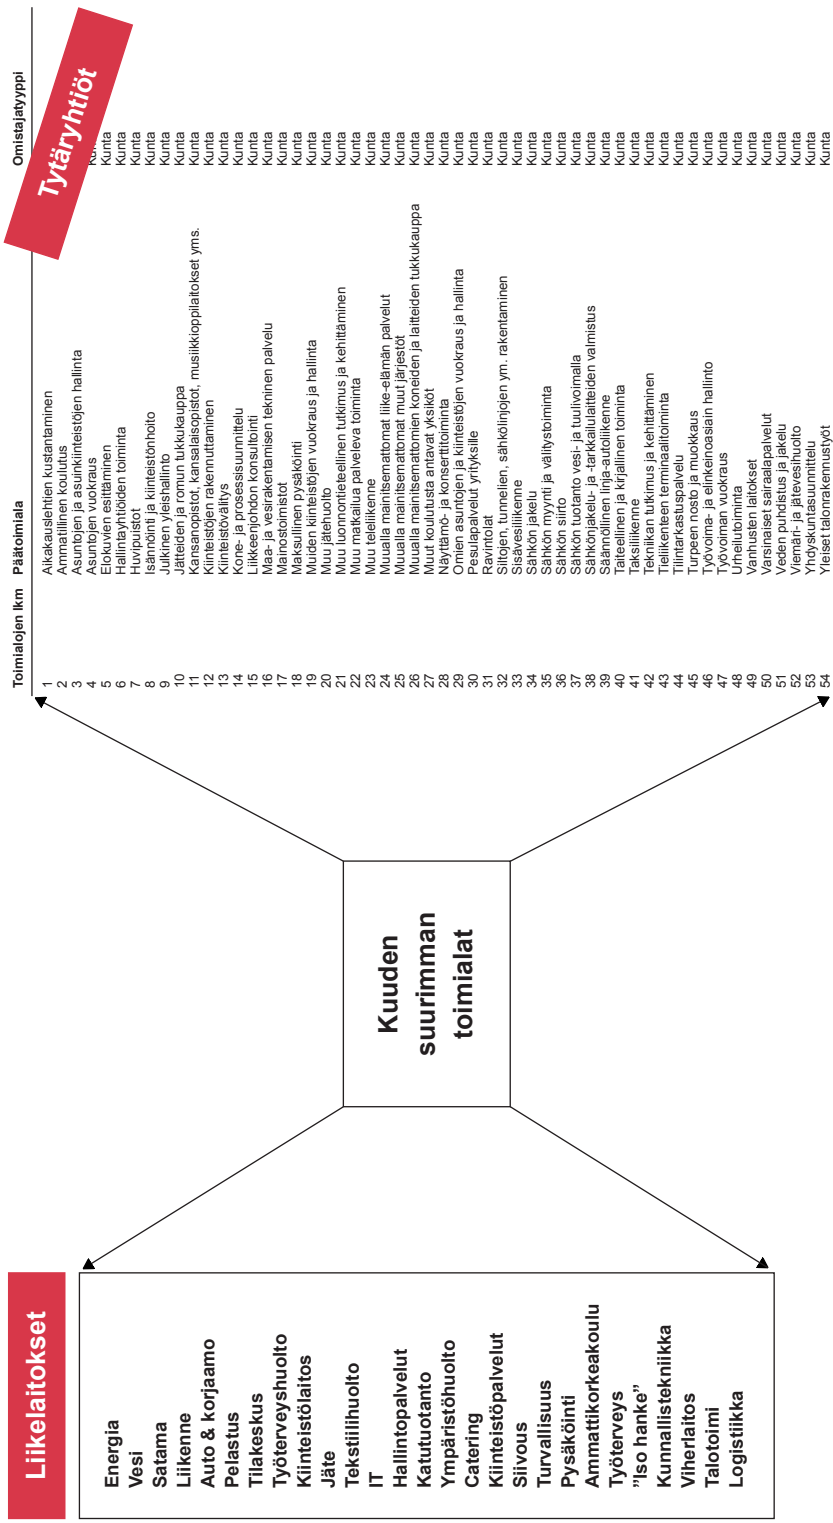 Liikelaitokset
Energia
Vesi
Satama
Liikenne
Auto & korjaamo
Pelastus
Tilakeskus
Työterveyshuolto
Kiinteistölaitos
Jäte
Tekstiilihuolto
IT
Hallintopalvelut
Katutuotanto
Ympäristöhuolto
Catering
Kiinteistöpalvelut
Siivous
Turvallisuus
Pysäköinti
Ammattikorkeakoulu
Työterveys
”Iso hanke”
Kunnallistekniikka
Viherlaitos
Talotoimi
Logistiikka
Kuuden
suurimman
toimialat
Tytäryhtiöt
Toimialojen lkm Päätoimiala Omistajatyyppi
1 Aikakauslehtien kustantaminen
2 Ammatillinen koulutus
3 Asuntojen ja asuinkiinteistöjen hallinta
4 Asuntojen vuokraus Kunta
5 Elokuvien esittäminen Kunta
6 Hallintayhtiöiden toiminta Kunta
7 Huvipuistot Kunta
8 Isännöinti ja kiinteistönhoito Kunta
9 Julkinen yleishallinto Kunta
10 Jätteiden ja romun tukkukauppa Kunta
11 Kansanopistot, kansalaisopistot, musiikkioppilaitokset yms. Kunta
12 Kiinteistöjen rakennuttaminen Kunta
13 Kiinteistövälitys Kunta
14 Kone- ja prosessisuunnittelu Kunta
15 Liikkeenjohdon konsultointi Kunta
16 Maa- ja vesirakentamisen tekninen palvelu Kunta
17 Mainostoimistot Kunta
18 Maksullinen pysäköinti Kunta
19 Muiden kiinteistöjen vuokraus ja hallinta Kunta
20 Muu jätehuolto Kunta
21 Muu luonnontieteellinen tutkimus ja kehittäminen Kunta
22 Muu matkailua palveleva toiminta Kunta
23 Muu teleliikenne Kunta
24 Muualla mainitsemattomat liike-elämän palvelut Kunta
25 Muualla mainitsemattomat muut järjestöt Kunta
26 Muualla mainitsemattomien koneiden ja laitteiden tukkukauppa Kunta
27 Muut koulutusta antavat yksiköt Kunta
28 Näyttämö- ja konserttitoiminta Kunta
29 Omien asuntojen ja kiinteistöjen vuokraus ja hallinta Kunta
30 Pesulapalvelut yrityksille Kunta
31 Ravintolat Kunta
32 Siltojen, tunnelien, sähkölinjojen ym. rakentaminen Kunta
33 Sisävesiliikenne Kunta
34 Sähkön jakelu Kunta
35 Sähkön myynti ja välitystoiminta Kunta
36 Sähkön siirto Kunta
37 Sähkön tuotanto vesi- ja tuulivoimalla Kunta
38 Sähkönjakelu- ja -tarkkailulaitteiden valmistus Kunta
39 Säännöllinen linja-autoliikenne Kunta
40 Taiteellinen ja kirjallinen toiminta Kunta
41 Taksiliikenne Kunta
42 Tekniikan tutkimus ja kehittäminen Kunta
43 Tieliikenteen terminaalitoiminta Kunta
44 Tilintarkastuspalvelu Kunta
45 Turpeen nosto ja muokkaus Kunta
46 Työvoima- ja elinkeinoasiain hallinto Kunta
47 Työvoiman vuokraus Kunta
48 Urheilutoiminta Kunta
49 Vanhusten laitokset Kunta
50 Varsinaiset sairaalapalvelut Kunta
51 Veden puhdistus ja jakelu Kunta
52 Viemäri- ja jätevesihuolto Kunta
53 Yhdyskuntasuunnittelu Kunta
54 Yleiset talonrakennustyöt Kunta